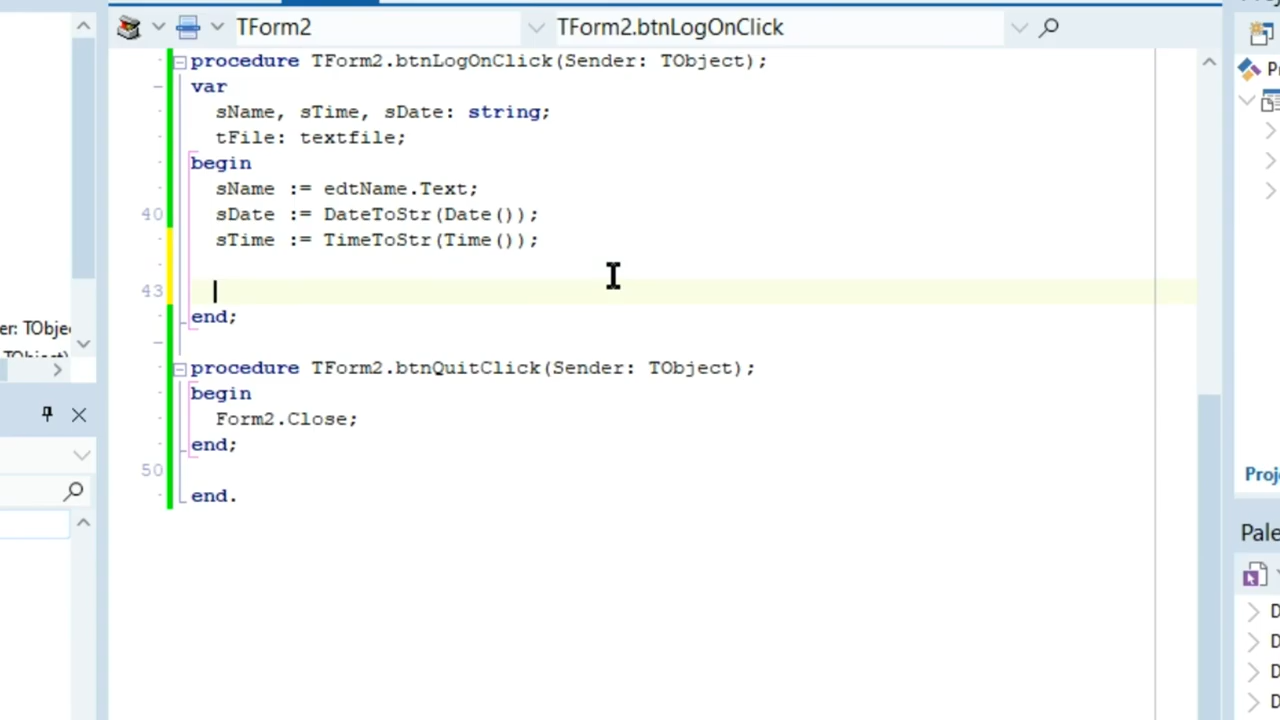 TForm2 TForm2.btnLogOnClick
procedure TForm2.btnLogOnClick(Sender: TObject);
var
sName, sTime, sDate: string;
tFile: textfile;
begin
sName := edtName.Text;
40 sDate := DateToStr(Date());
sTime := TimeToStr(Time());
43
end;
procedure TForm2.btnQuitClick(Sender: TObject);
begin
Form2.Close;
end;
50
end.
er: TObje
Proj
Pale